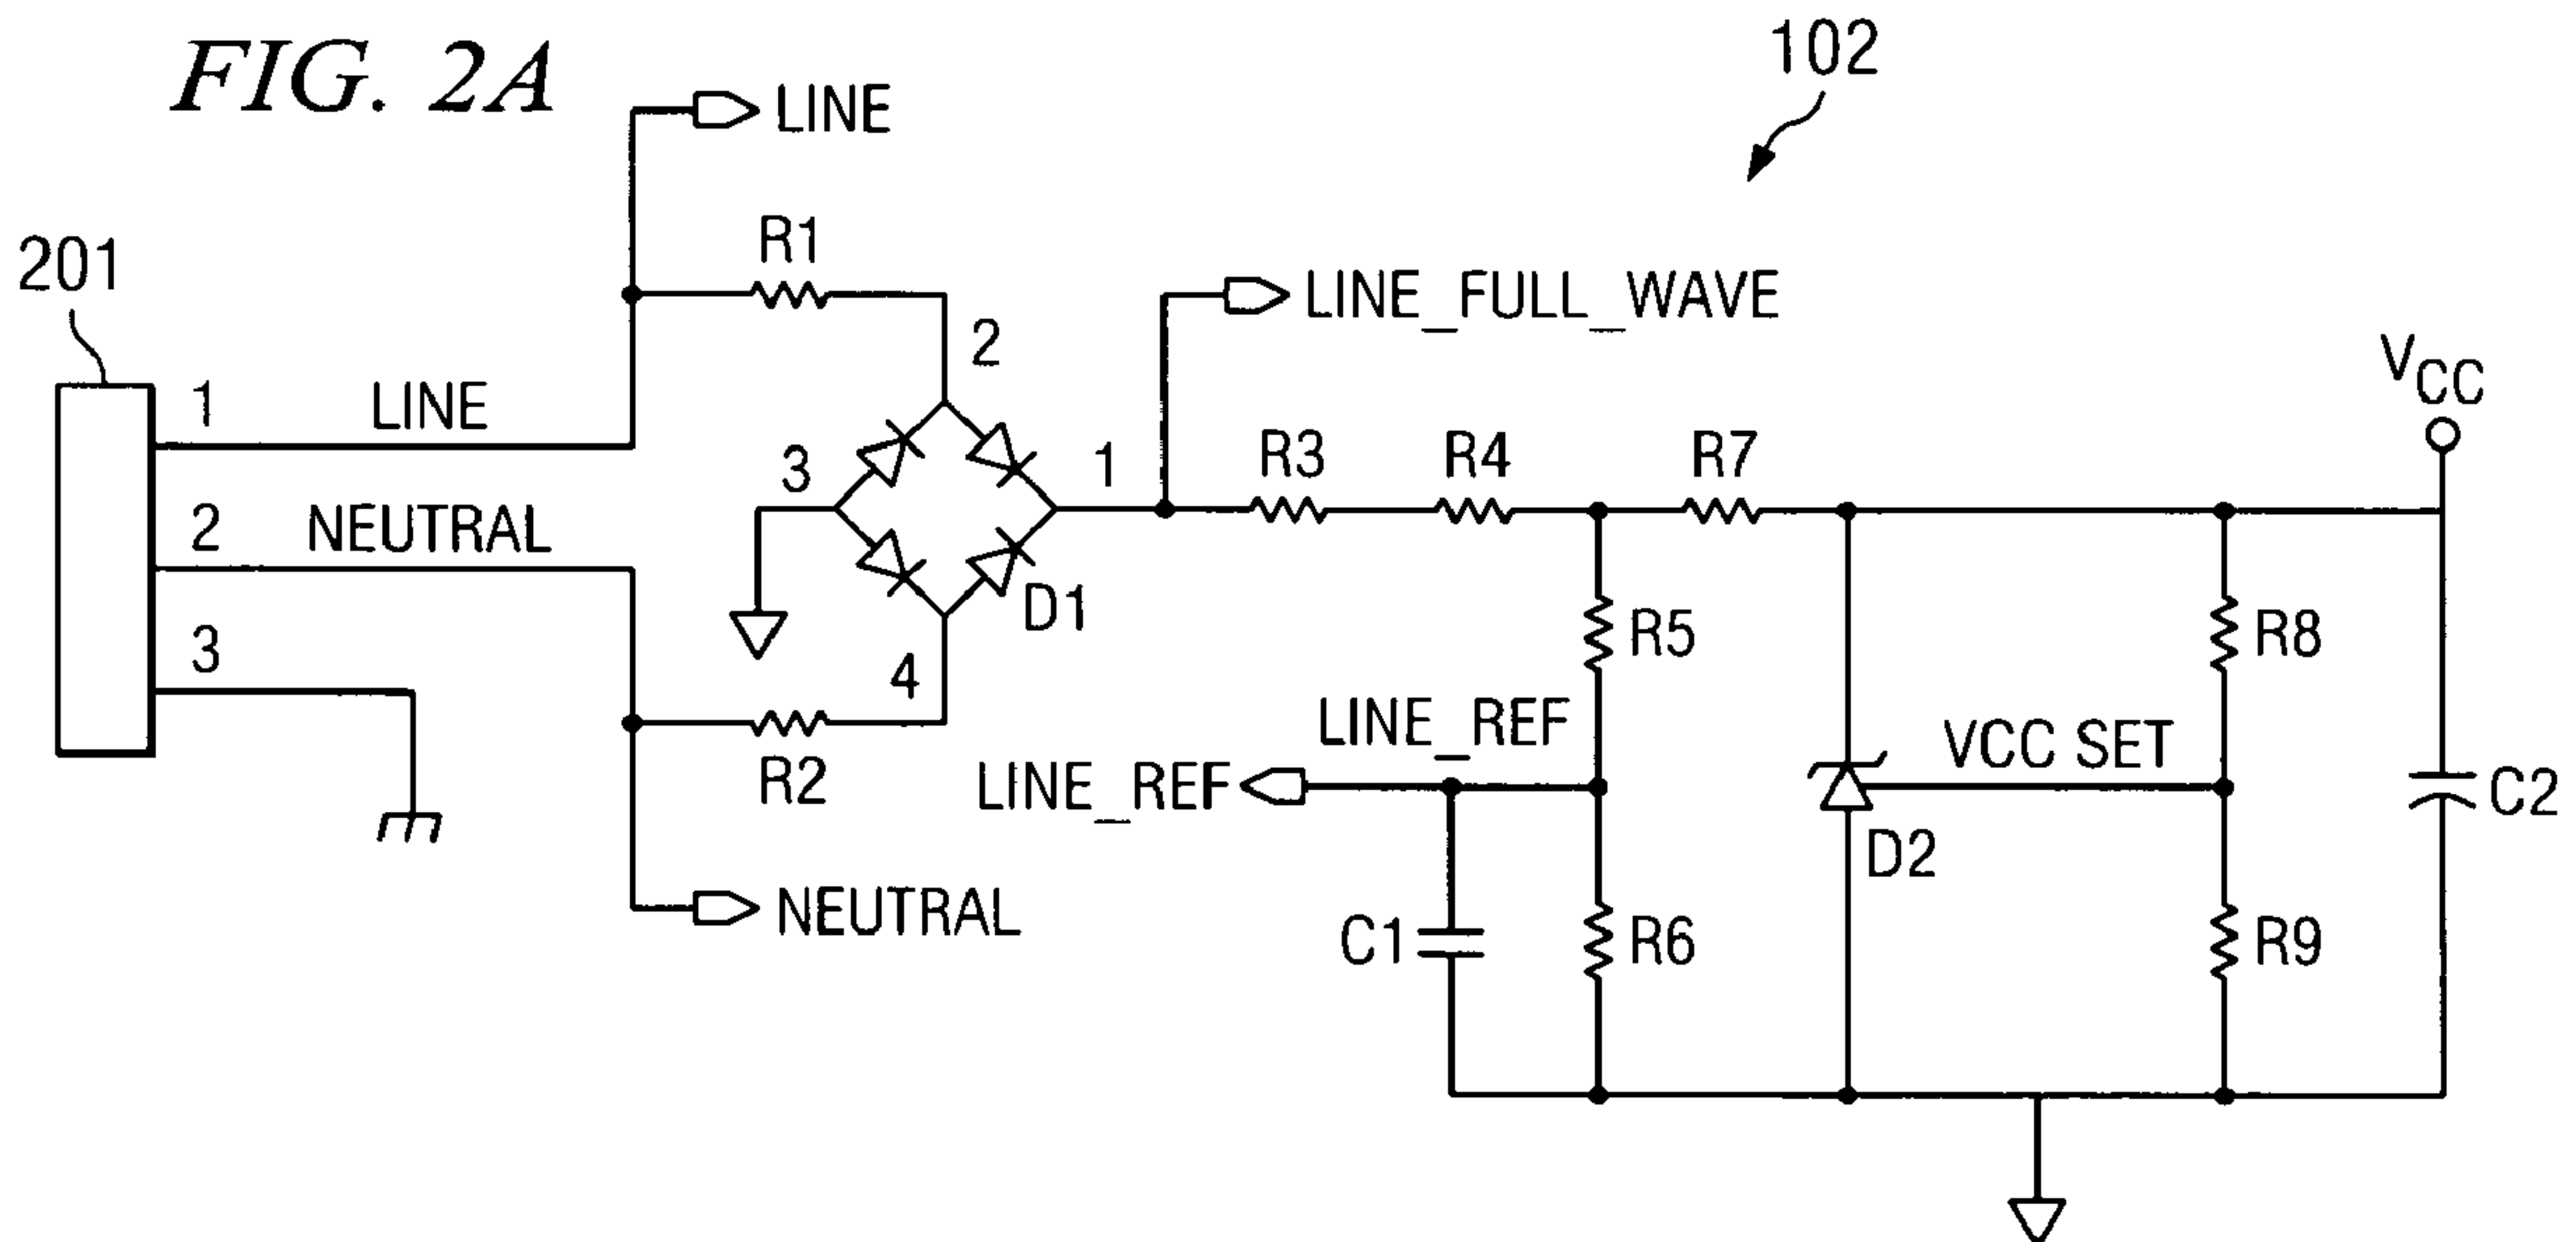 FIG. 2A
102
LINE
R1
201
LINE_FULL_WAVE
2
VCC
1
LINE
3
1
R3
R4
R7
2
NEUTRAL
D1
R5
R8
3
4
LINE_REF
VCC SET
R2
LINE_REF
C2
D2
NEUTRAL
C1
R6
R9